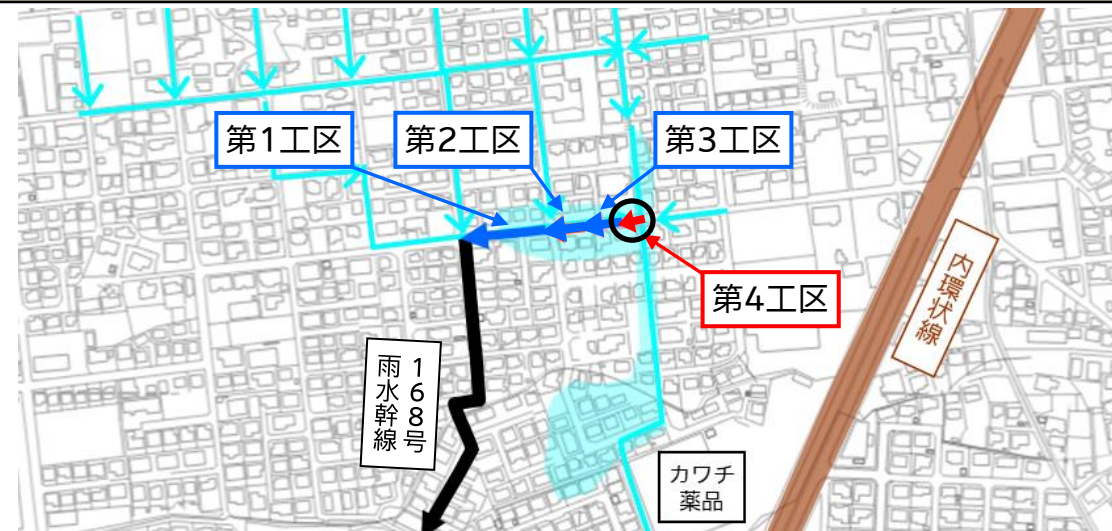 第1工区
第2工区
第3工区
第4工区
内環状線
168号
雨水幹線
カワチ
薬品